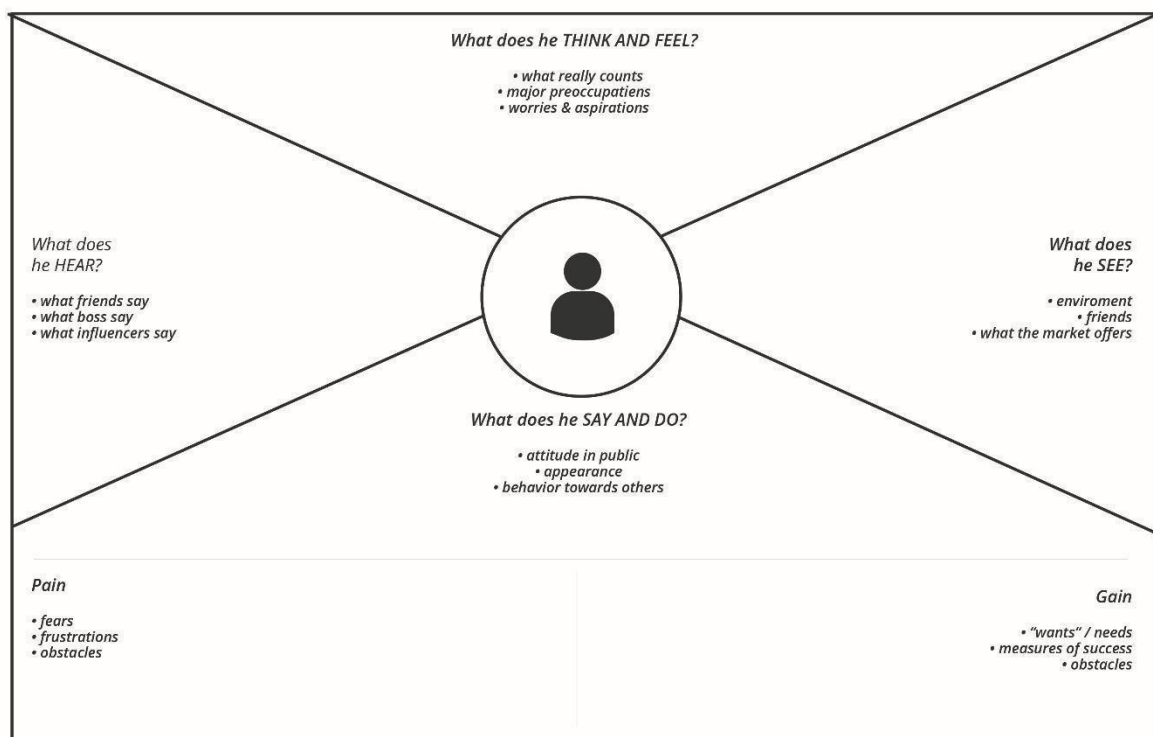 What does he THINK AND FEEL?
• what really counts
• major preoccupatiens
• worries & aspirations
What does
he HEAR?
• what friends say
• what boss say
• what influencers say
What does
he SEE?
• enviroment
• friends
• what the market offers
What does he SAY AND DO?
• attitude in public
• appearance
• behavior towards others
Pain
• fears
• frustrations
• obstacles
Gain
• “wants” / needs
• measures of success
• obstacles